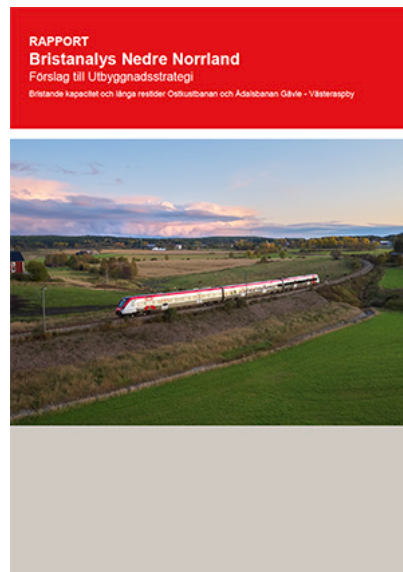 RAPPORT
Bristanalys Nedre Norrland
Förslag till Utbyggnadsstrategi
Bristande kapacitet och långa restider Ostkustbanan och Ådalsbanan Gävle - Västeraspby